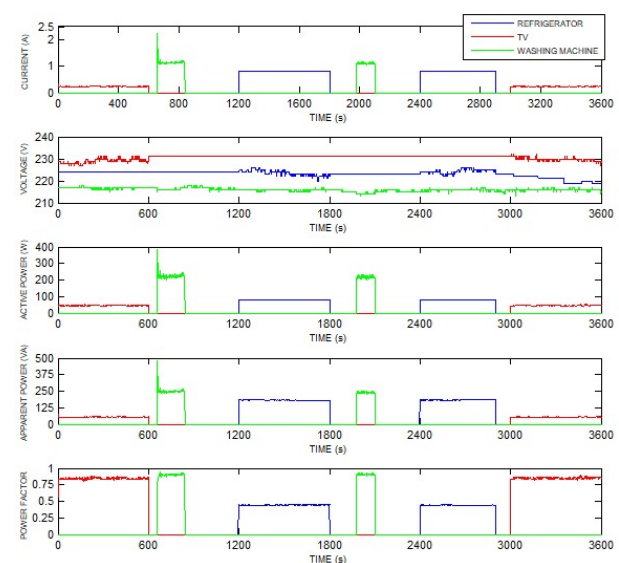 REFRIGERATOR
TV
WASHING MACHINE
CURRENT (A)
2.5
2
1
0
0 400 800 1200 1600 2000 2400 2800 3200 3600
TIME (s)
VOLTAGE (V)
240
230
220
210
0 600 1200 1800 2400 3000 3600
TIME (s)
ACTIVE POWER (W)
400
300
200
100
0
0 600 1200 1800 2400 3000 3600
TIME (s)
APPARENT POWER (VA)
500
375
250
125
0
0 600 1200 1800 2400 3000 3600
TIME (s)
POWER FACTOR
1
0.75
0.5
0.25
0
0 600 1200 1800 2400 3000 3600
TIME (s)